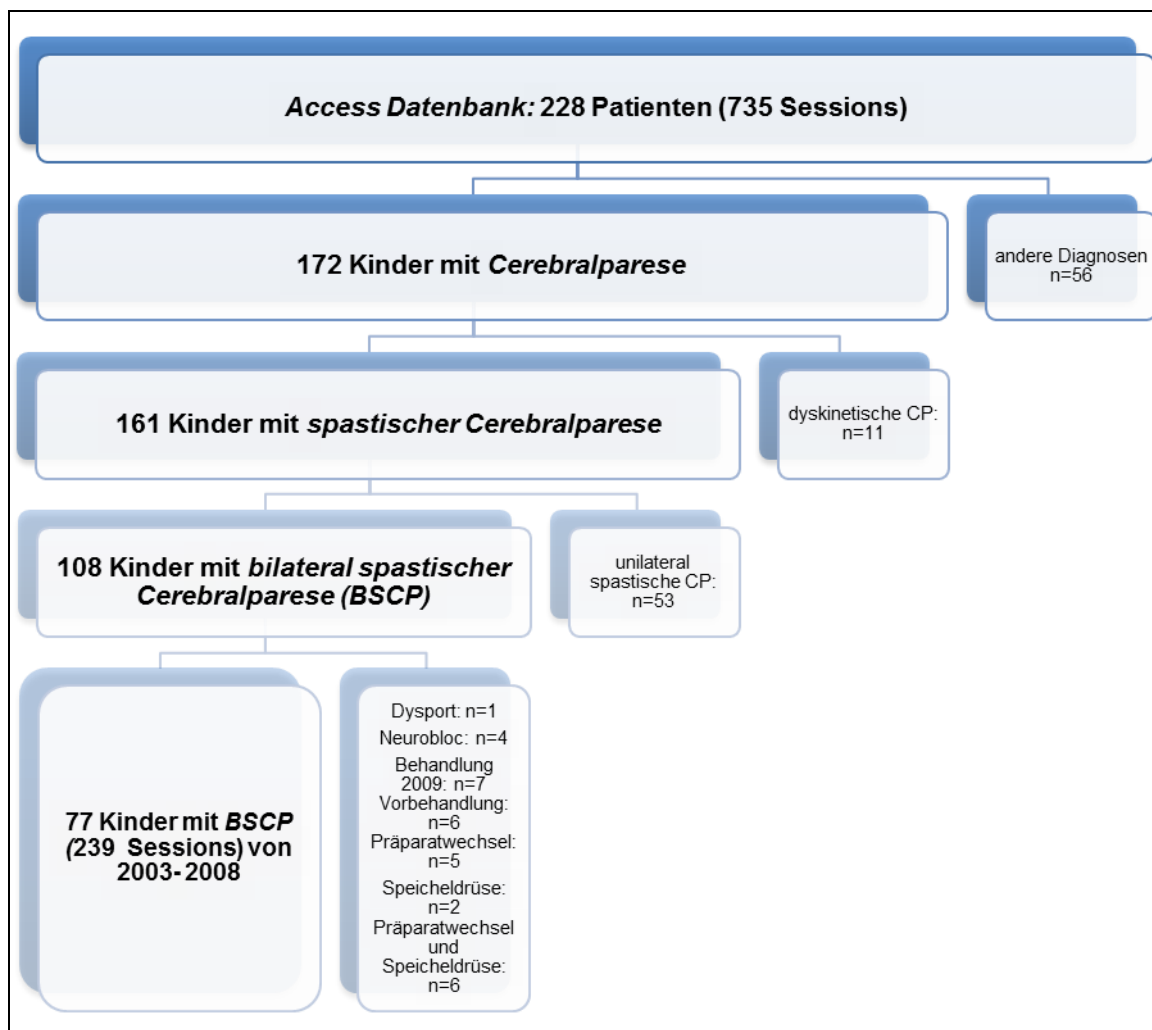 Access Datenbank: 228 Patienten (735 Sessions)
172 Kinder mit Cerebralparese
andere Diagnosen
n=56
161 Kinder mit spastischer Cerebralparese
dyskinetische CP:
n=11
108 Kinder mit bilateral spastischer
Cerebralparese (BSCP)
unilateral
spastische CP:
n=53
77 Kinder mit BSCP
(239 Sessions) von
2003-2008
Dysport: n=1
Neurobloc: n=4
Behandlung
2009: n=7
Vorbehandlung:
n=6
Präparatwechsel:
n=5
Speicheldrüse:
n=2
Präparatwechsel
und
Speicheldrüse:
n=6